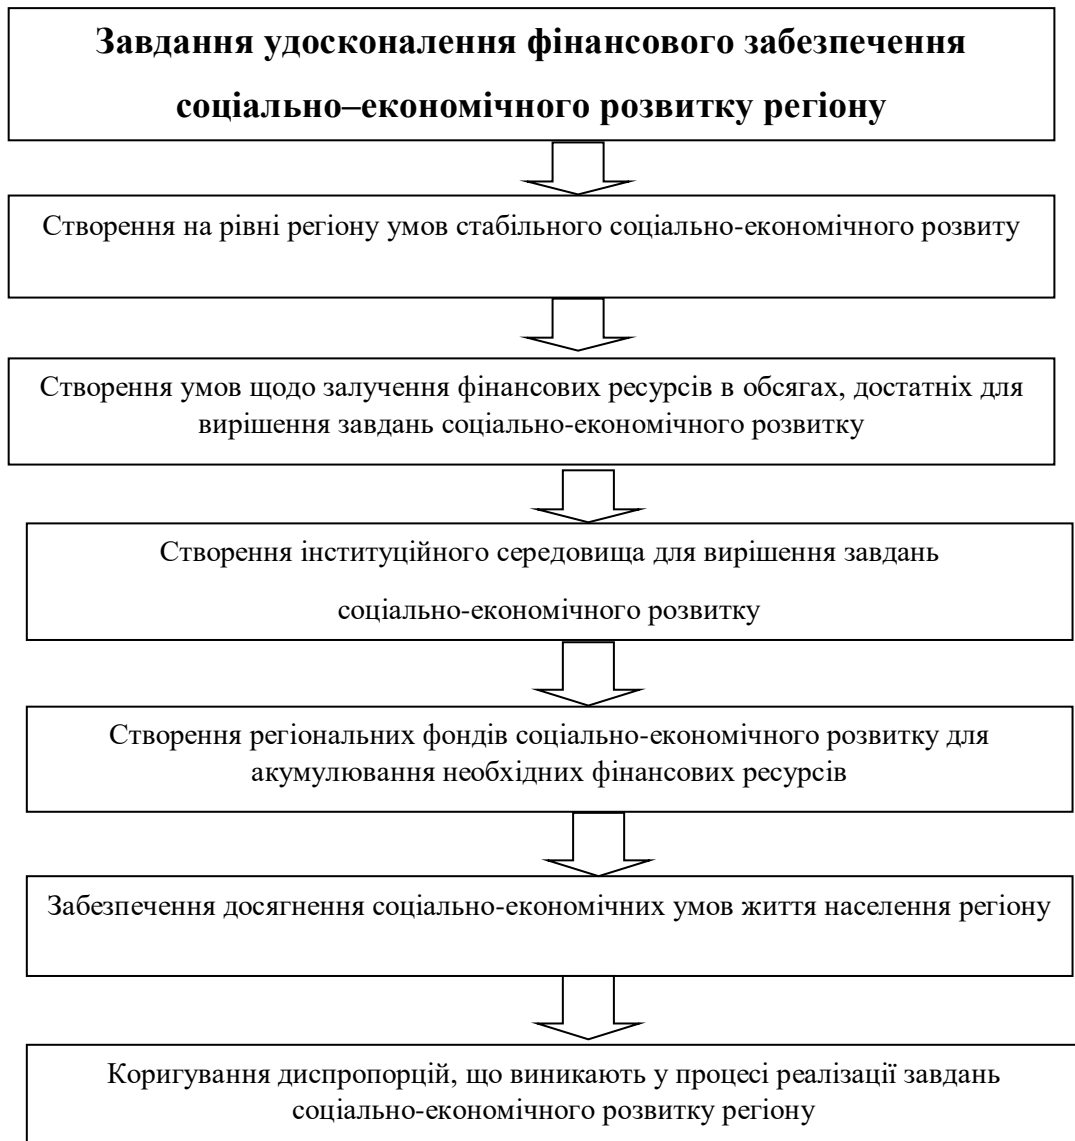 Завдання удосконалення фінансового забезпечення
соціально–економічного розвитку регіону
Створення на рівні регіону умов стабільного соціально-економічного розвиту
Створення умов щодо залучення фінансових ресурсів в обсягах, достатніх для
вирішення завдань соціально-економічного розвитку
Створення інституційного середовища для вирішення завдань
соціально-економічного розвитку
Створення регіональних фондів соціально-економічного розвитку для
акумулювання необхідних фінансових ресурсів
Забезпечення досягнення соціально-економічних умов життя населення регіону
Коригування диспропорцій, що виникають у процесі реалізації завдань
соціально-економічного розвитку регіону